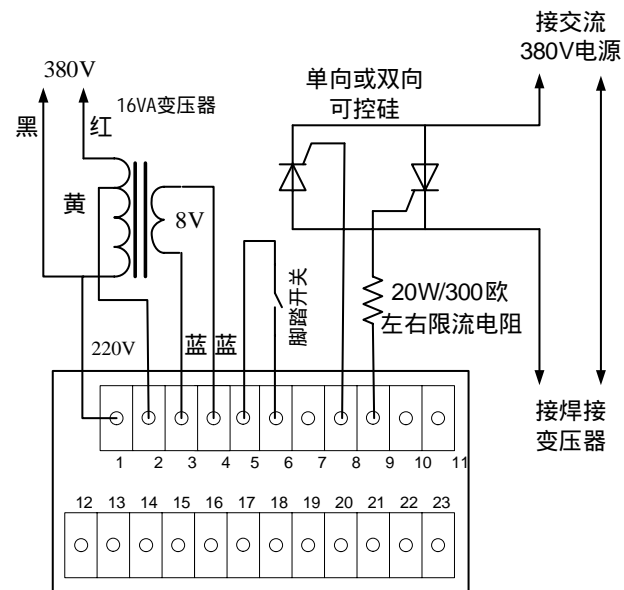 接交流
380V电源
380V
单向或双向
可控硅
16VA变压器
黑
红
黄
8V
脚踏开关
20W/300欧
左右限流电阻
220V
蓝 蓝
接焊接
变压器
1 2 3 4 5 6 7 8 9 10 11
12 13 14 15 16 17 18 19 20 21 22 23